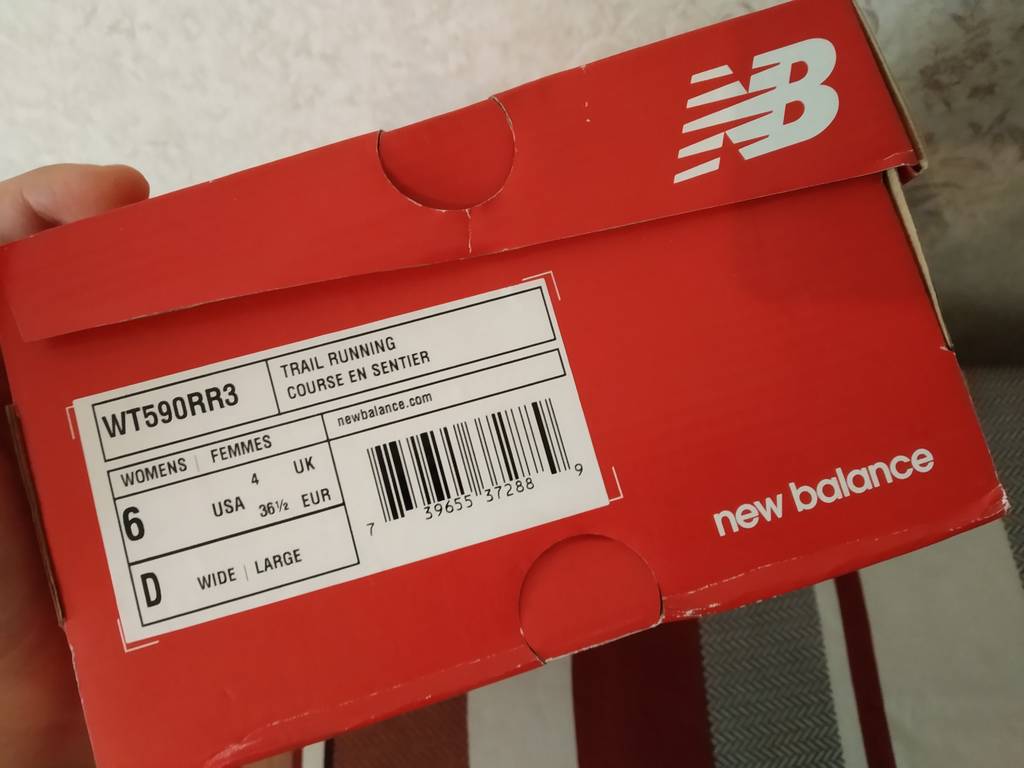 NB
WT590RR3
TRAIL RUNNING
COURSE EN SENTIER
WOMENS | FEMMES
newbalance.com
6 USA 4 UK
36½ EUR
D WIDE | LARGE
7 39655 37288 9
new balance